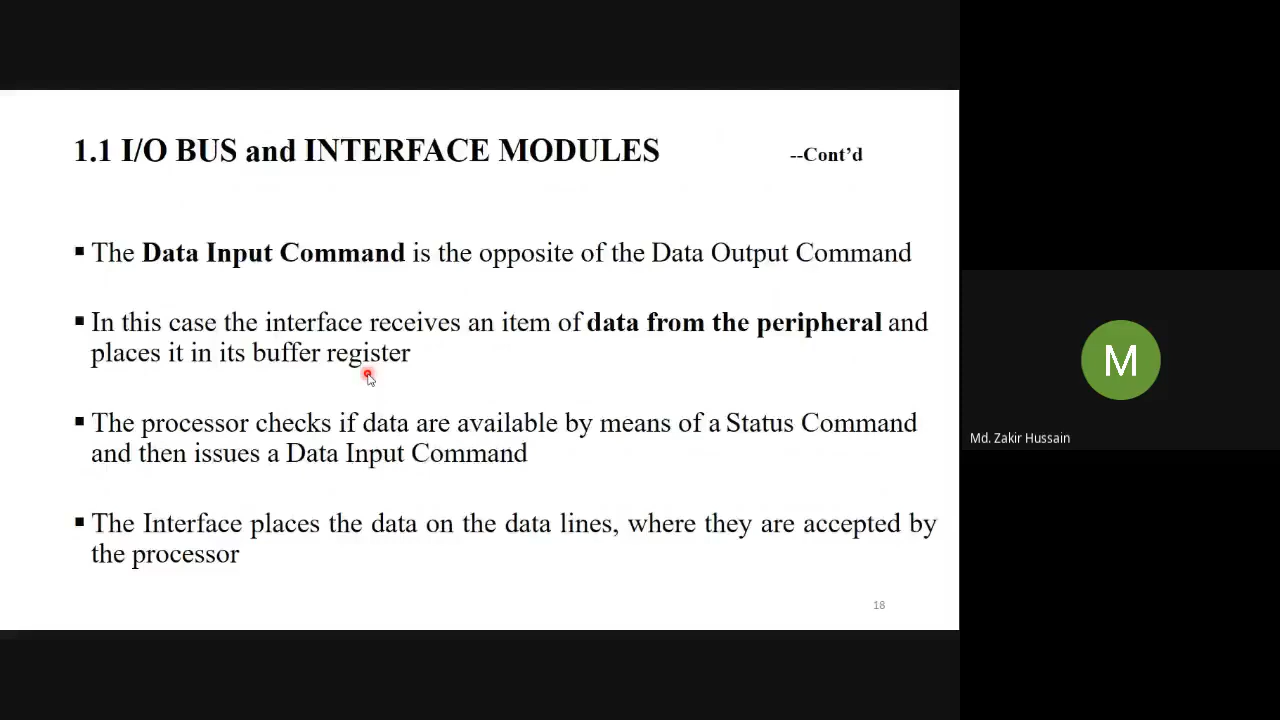 1.1 I/O BUS and INTERFACE MODULES --Cont’d
▪ The Data Input Command is the opposite of the Data Output Command
▪ In this case the interface receives an item of data from the peripheral and
places it in its buffer register
▪ The processor checks if data are available by means of a Status Command
and then issues a Data Input Command
▪ The Interface places the data on the data lines, where they are accepted by
the processor
18
M
Md. Zakir Hussain